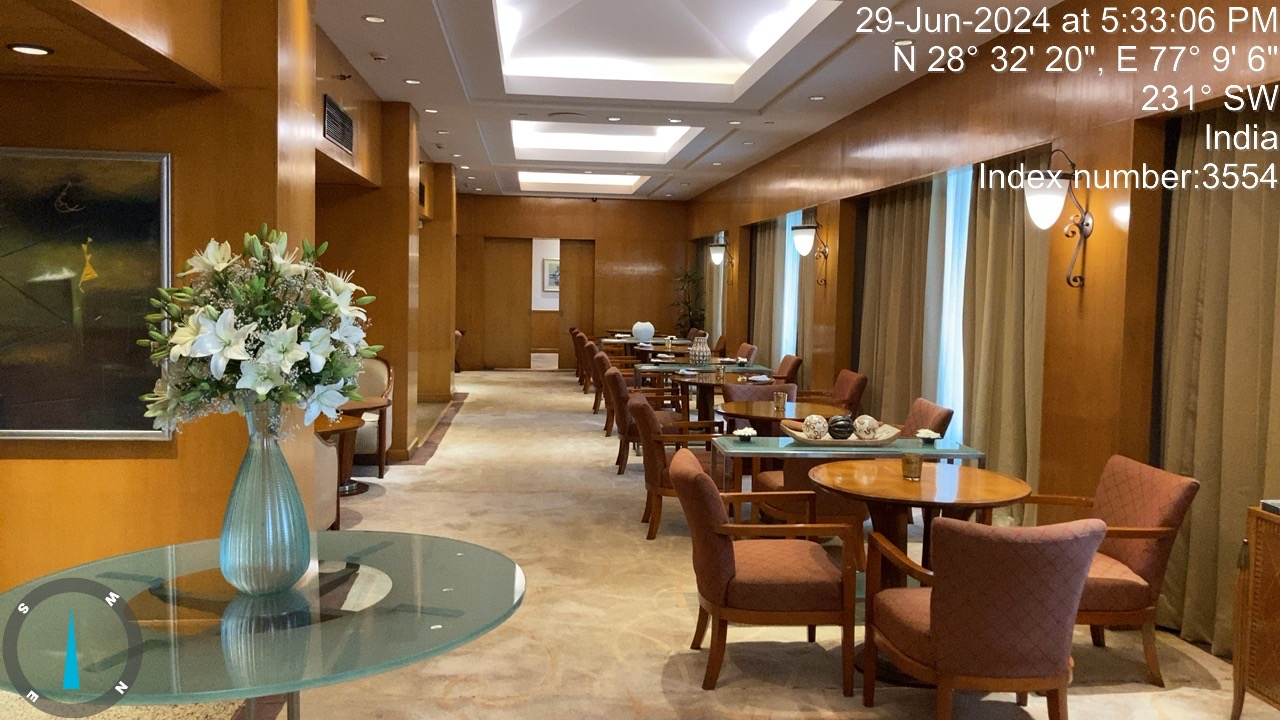 29-Jun-2024 at 5:33:06 PM
N 28° 32' 20", E 77° 9' 6"
231° SW
India
Index number:3554
S
W
E
N